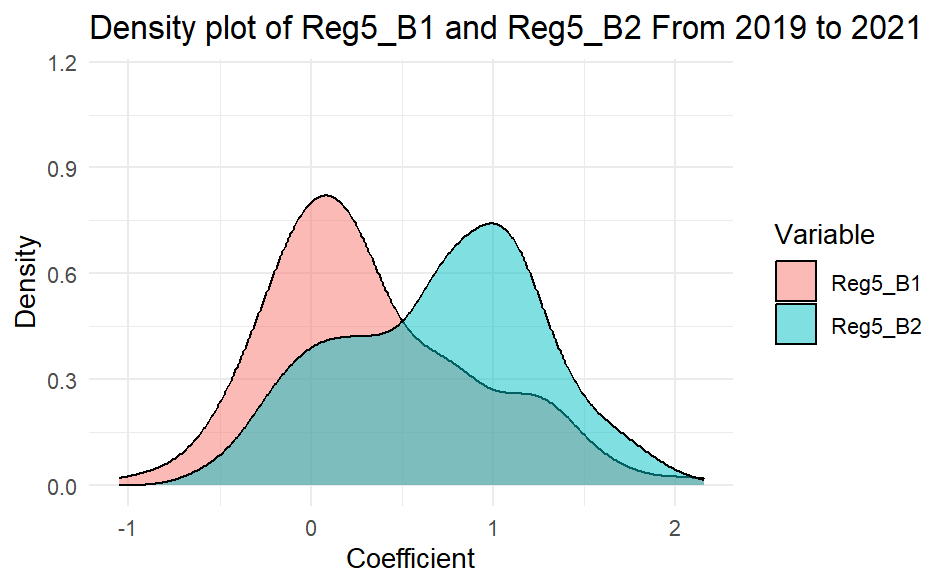 Density plot of Reg5_B1 and Reg5_B2 From 2019 to 2021
1.2
0.9
0.6
0.3
0.0
Density
-1
0
1
2
Coefficient
Variable
Reg5_B1
Reg5_B2